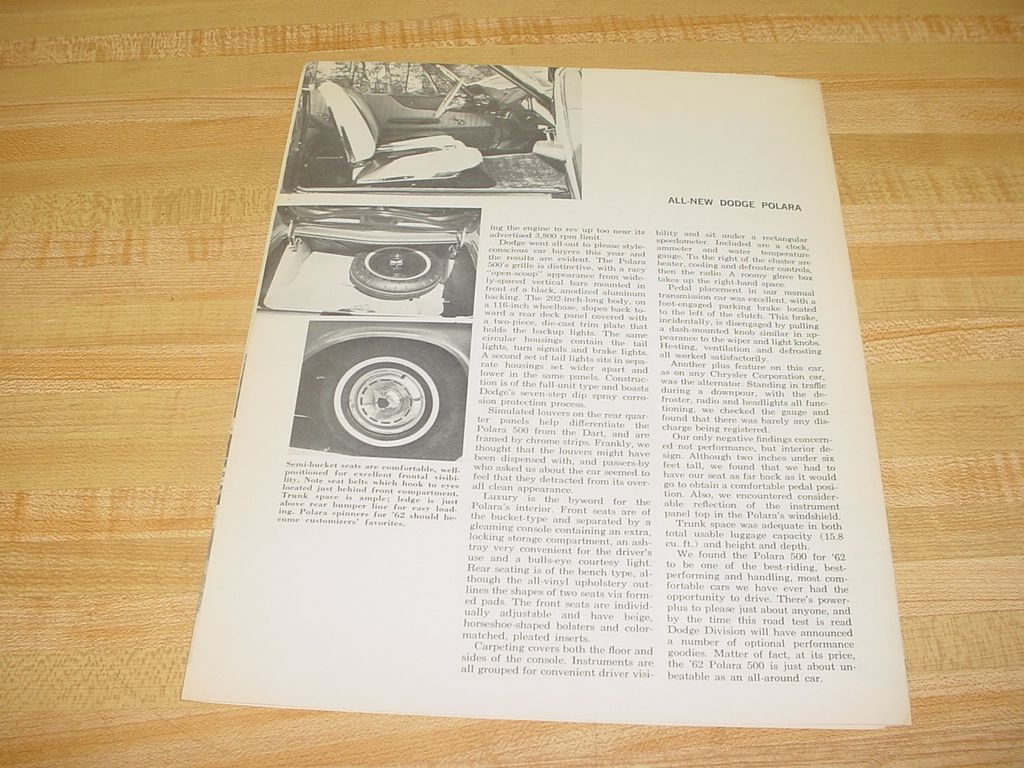 ALL-NEW DODGE POLARA
Semi-bucket seats are comfortable, well-
positioned for excellent frontal visibi-
lity. Note seat belts which hook to eyes
located just behind front compartment.
Trunk space is ample; ledge is just
above rear bumper line for easy load-
ing. Polara spinners for '62 should be-
come customizers' favorites.
ing the engine to rev up too near its
advertised 5,800 rpm limit.
Dodge went all-out to please style-
conscious car buyers this year and
the results are evident. The Polara
500's grille is distinctive, with a racy
"open-scoop" appearance from wide-
ly-spaced vertical bars mounted in
front of a black, anodized aluminum
backing. The 202-inch-long body, on
a 116-inch wheelbase, slopes back to-
ward a rear deck panel covered with
a two-piece, die-cast trim plate that
holds the backup lights. The same
circular housings contain the tail
lights, turn signals and brake lights.
A second set of tail lights sits in sepa-
rate housings set wider apart and
lower in the same panels. Construc-
tion is of the full-unit type and boasts
Dodge's seven-step dip spray corro-
sion protection process.
Simulated louvers on the rear quar-
ter panels help differentiate the
Polara 500 from the Dart, and are
framed by chrome strips. Frankly, we
thought that the louvers might have
been dispensed with, and passers-by
who asked us about the car seemed to
feel that they detracted from its over-
all clean appearance.
Luxury is the byword for the
Polara's interior. Front seats are of
the bucket-type and separated by a
gleaming console containing an extra,
locking storage compartment, an ash-
tray very convenient for the driver's
use and a bulls-eye courtesy light.
Rear seating is of the bench type, al-
though the all-vinyl upholstery out-
lines the shapes of two seats via form-
ed pads. The front seats are individ-
ually adjustable and have beige,
horseshoe-shaped bolsters and color-
matched, pleated inserts.
Carpeting covers both the floor and
sides of the console. Instruments are
all grouped for convenient driver visi-
bility and sit under a rectangular
speedometer. Included are a clock,
ammeter and water temperature
gauge. To the right of the cluster are
heater, cooling and defroster controls,
then the radio. A roomy glove box
takes up the right-hand space.
Pedal placement in our manual
transmission car was excellent, with a
foot-engaged parking brake located
to the left of the clutch. This brake,
incidentally, is disengaged by pulling
a dash-mounted knob similar in ap-
pearance to the wiper and light knobs.
Heating, ventilation and defrosting
all worked satisfactorily.
Another plus feature on this car,
as on any Chrysler Corporation car,
was the alternator. Standing in traffic
during a downpour, with the de-
froster, radio and headlights all func-
tioning, we checked the gauge and
found that there was barely any dis-
charge being registered.
Our only negative findings concern-
ed not performance, but interior de-
sign. Although two inches under six
feet tall, we found that we had to
have our seat as far back as it would
go to obtain a comfortable pedal posi-
tion. Also, we encountered consider-
able reflection of the instrument
panel top in the Polara's windshield.
Trunk space was adequate in both
total usable luggage capacity (15.8
cu. ft.) and height and depth.
We found the Polara 500 for '62
to be one of the best-riding, best-
performing and handling, most com-
fortable cars we have ever had the
opportunity to drive. There's power-
plus to please just about anyone, and
by the time this road test is read
Dodge Division will have announced
a number of optional performance
goodies. Matter of fact, at its price,
the '62 Polara 500 is just about un-
beatable as an all-around car.